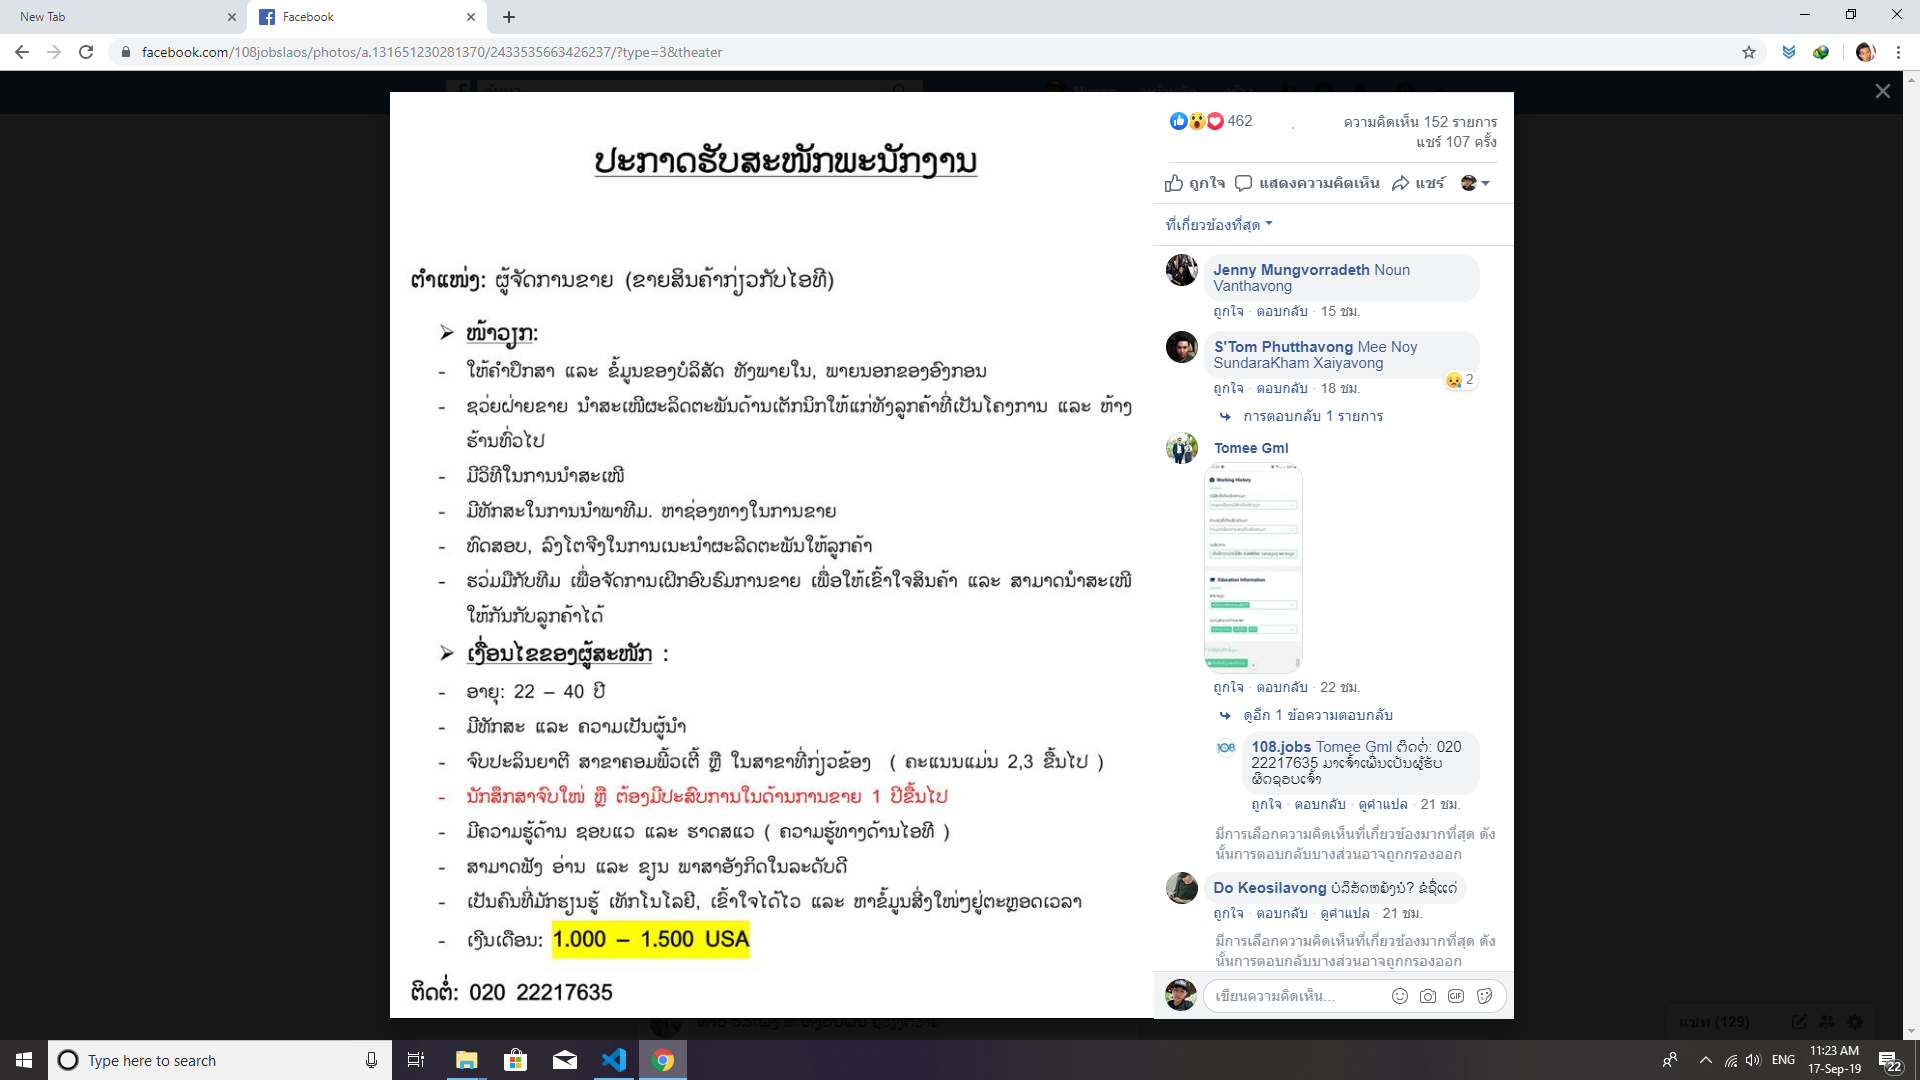 New Tab
Facebook
facebook.com/108jobslaos/photos/a.131651230281370/2433535663426237/?type=3&theater
ປະກາດຮັບສະໝັກພະນັກງານ
ຕຳແໜ່ງ: ຜູ້ຈັດການຂາຍ (ຂາຍສິນຄ້າກ່ຽວກັບໄອທີ)
➢ ໜ້າວຽກ:
- ໃຫ້ຄຳປຶກສາ ແລະ ຂໍ້ມູນຂອງບໍລິສັດ ທັງພາຍໃນ, ພາຍນອກຂອງອົງກອນ
- ຊວ່ຍຝ່າຍຂາຍ ນຳສະເໜີຜະລິດຕະພັນດ້ານເຕັກນິກໃຫ້ແກ່ທັງລູກຄ້າທີ່ເປັນໂຄງການ ແລະ ຫ້າງ
ຮ້ານທົ່ວໄປ
- ມີວິທີໃນການນຳສະເໜີ
- ມີທັກສະໃນການນຳພາທີມ. ຫາຊ່ອງທາງໃນການຂາຍ
- ທົດສອບ, ລົງໂຕຈິງໃນການເນະນຳຜະລິດຕະພັນໃຫ້ລູກຄ້າ
- ຮວ່ມມືກັບທີມ ເພື່ອຈັດການເຝິກອົບຮົມການຂາຍ ເພື່ອໃຫ້ເຂົ້າໃຈສິນຄ້າ ແລະ ສາມາດນຳສະເໜີ
ໃຫ້ກັນກັບລູກຄ້າໄດ້
➢ ເງື່ອນໄຂຂອງຜູ້ສະໝັກ :
- ອາຍຸ: 22 – 40 ປີ
- ມີທັກສະ ແລະ ຄວາມເປັນຜູ້ນຳ
- ຈົບປະລິນຍາຕີ ສາຂາຄອມພິ້ວເຕີ້ ຫຼື ໃນສາຂາທີ່ກ່ຽວຂ້ອງ ( ຄະແນນແມ່ນ 2,3 ຂື້ນໄປ )
- ນັກສຶກສາຈົບໃໝ່ ຫຼື ຕ້ອງມີປະສົບການໃນດ້ານການຂາຍ 1 ປີຂື້ນໄປ
- ມີຄວາມຮູ້ດ້ານ ຊອບແວ ແລະ ຮາດສແວ ( ຄວາມຮູ້ທາງດ້ານໄອທີ )
- ສາມາດຟັງ ອ່ານ ແລະ ຂຽນ ພາສາອັງກິດໃນລະດັບດີ
- ເປັນຄົນທີ່ມັກຮຽນຮູ້ ເທັກໂນໂລຍີ, ເຂົ້າໃຈໄດ້ໄວ ແລະ ຫາຂໍ້ມູນສິ່ງໃໝ່ໆຢູ່ຕະຫຼອດເວລາ
- ເງິນເດືອນ: 1.000 – 1.500 USA
ຕິດຕໍ່: 020 22217635
462
ความคิดเห็น 152 รายการ
แชร์ 107 ครั้ง
ถูกใจ แสดงความคิดเห็น แชร์
ที่เกี่ยวข้องที่สุด
Jenny Mungvorradeth Noun
Vanthavong
ถูกใจ · ตอบกลับ · 15 ชม.
S'Tom Phutthavong Mee Noy
SundaraKham Xaiyavong
2
ถูกใจ · ตอบกลับ · 18 ชม.
การตอบกลับ 1 รายการ
Tomee Gml
Working History
Education Information
ถูกใจ · ตอบกลับ · 22 ชม.
ดูอีก 1 ข้อความตอบกลับ
108.jobs Tomee Gml ຕິດຕໍ່: 020
22217635 ມາເຈົ້າເພິ່ນເປັນຜູ້ຮັບ
ຜິດຊອບເຈົ້າ
ถูกใจ · ตอบกลับ · ดูคำแปล · 21 ชม.
มีการเลือกความคิดเห็นที่เกี่ยวข้องมากที่สุด ดัง
นั้นการตอบกลับบางส่วนอาจถูกกรองออก
Do Keosilavong ບໍລິສັດຫຍັງນໍ? ຂໍຊື່ແດ່
ถูกใจ · ตอบกลับ · ดูคำแปล · 21 ชม.
มีการเลือกความคิดเห็นที่เกี่ยวข้องมากที่สุด ดัง
นั้นการตอบกลับบางส่วนอาจถูกกรองออก
เขียนความคิดเห็น...
GIF
แชท (129)
Type here to search
ENG
11:23 AM
17-Sep-19
22